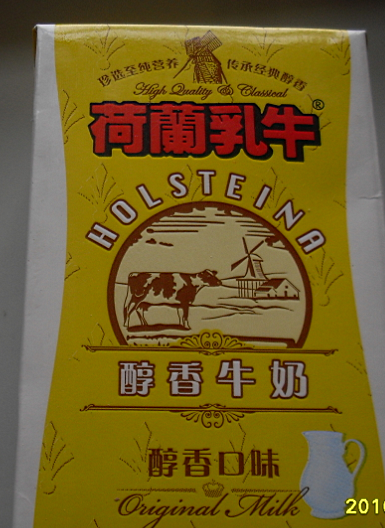 珍选至纯营养 传承经典醇香
High Quality & Classical
荷蘭乳牛®
HOLSTEINA
醇香牛奶
醇香口味
Original Milk